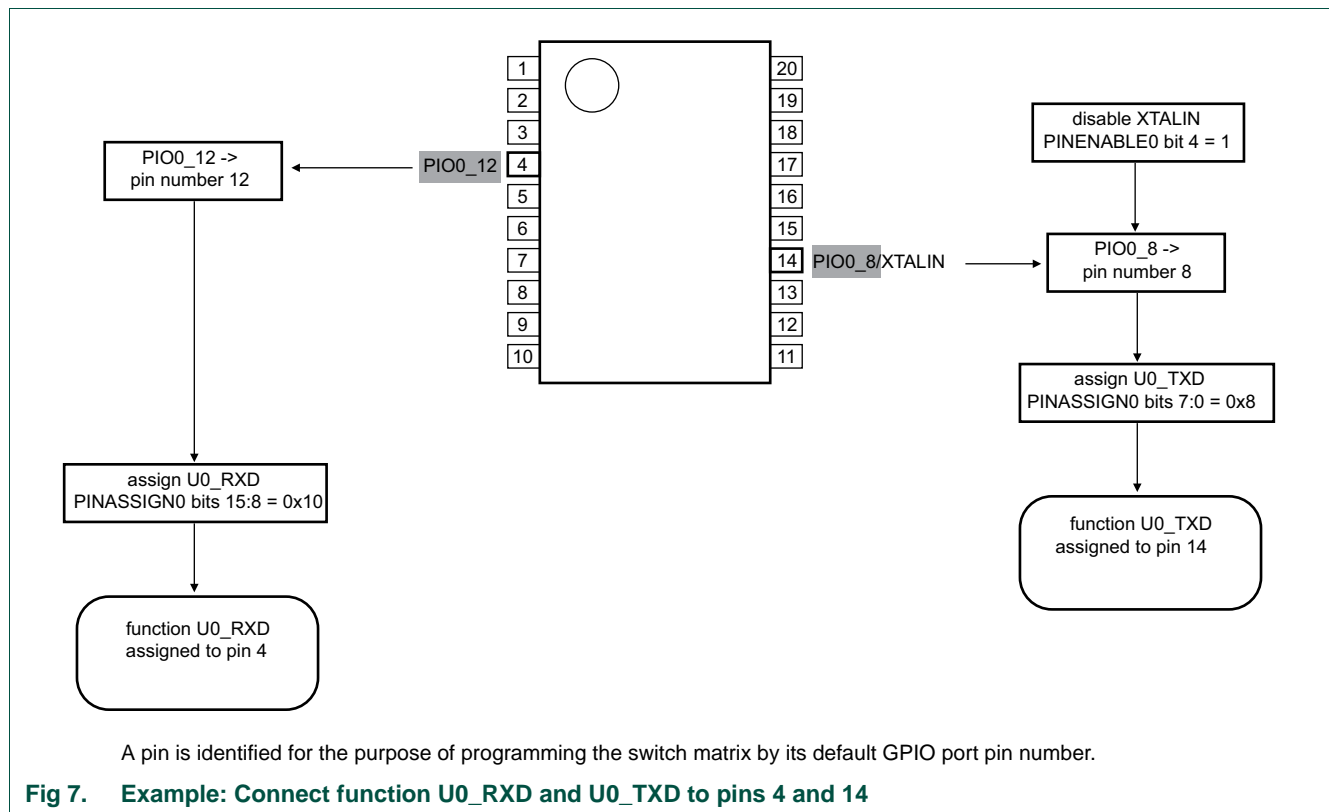 1
2
3
4
5
6
7
8
9
10
20
19
18
17
16
15
14
13
12
11
PIO0_12
PIO0_12 ->
pin number 12
assign U0_RXD
PINASSIGN0 bits 15:8 = 0x10
function U0_RXD
assigned to pin 4
PIO0_8/XTALIN
disable XTALIN
PINENABLE0 bit 4 = 1
PIO0_8 ->
pin number 8
assign U0_TXD
PINASSIGN0 bits 7:0 = 0x8
function U0_TXD
assigned to pin 14
A pin is identified for the purpose of programming the switch matrix by its default GPIO port pin number.
Fig 7. Example: Connect function U0_RXD and U0_TXD to pins 4 and 14